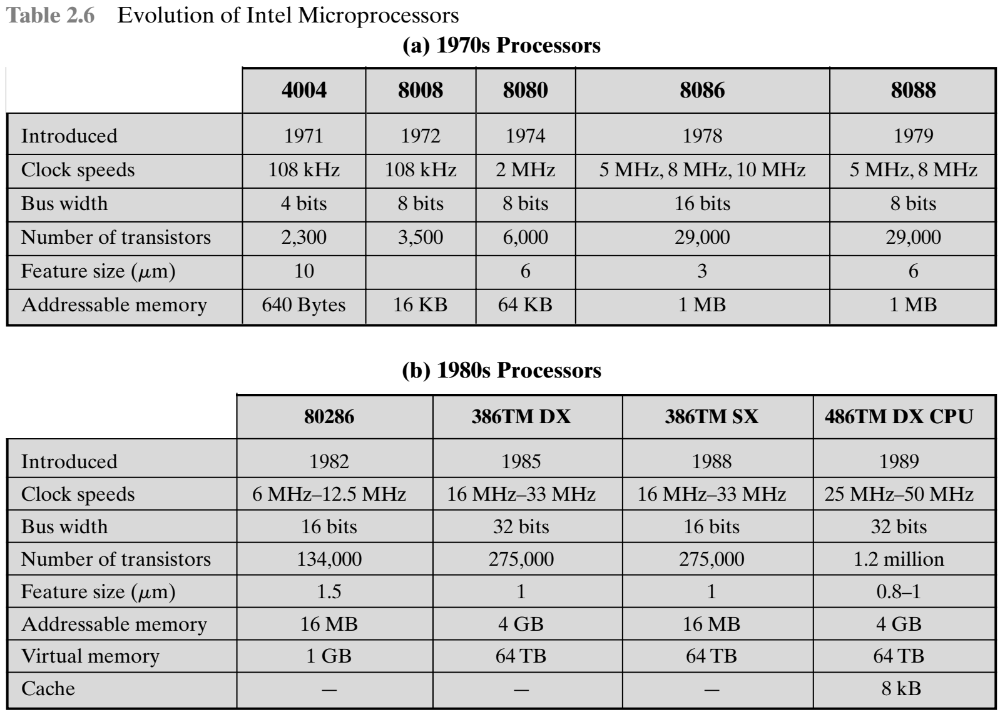 Table 2.6 Evolution of Intel Microprocessors
(a) 1970s Processors
4004 8008 8080 8086 8088
Introduced 1971 1972 1974 1978 1979
Clock speeds 108 kHz 108 kHz 2 MHz 5 MHz, 8 MHz, 10 MHz 5 MHz, 8 MHz
Bus width 4 bits 8 bits 8 bits 16 bits 8 bits
Number of transistors 2,300 3,500 6,000 29,000 29,000
Feature size (μm) 10 6 3 6
Addressable memory 640 Bytes 16 KB 64 KB 1 MB 1 MB
(b) 1980s Processors
80286 386TM DX 386TM SX 486TM DX CPU
Introduced 1982 1985 1988 1989
Clock speeds 6 MHz–12.5 MHz 16 MHz–33 MHz 16 MHz–33 MHz 25 MHz–50 MHz
Bus width 16 bits 32 bits 16 bits 32 bits
Number of transistors 134,000 275,000 275,000 1.2 million
Feature size (μm) 1.5 1 1 0.8–1
Addressable memory 16 MB 4 GB 16 MB 4 GB
Virtual memory 1 GB 64 TB 64 TB 64 TB
Cache — — — 8 kB